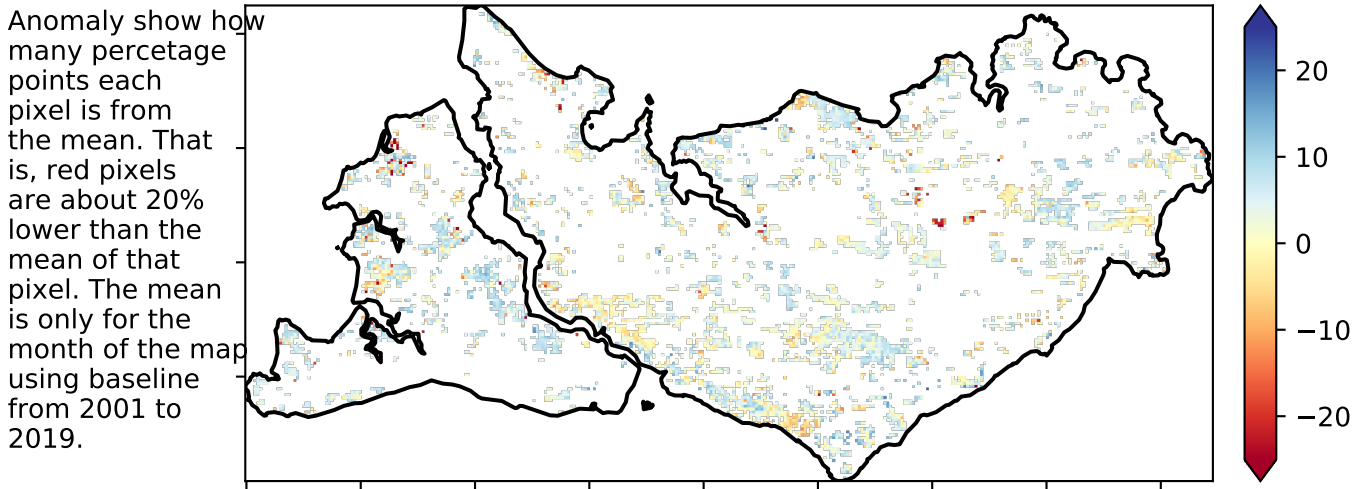 Anomaly show how
many percetage
points each
pixel is from
the mean. That
is, red pixels
are about 20%
lower than the
mean of that
pixel. The mean
is only for the
month of the map
using baseline
from 2001 to
2019.
20
10
0
−10
−20